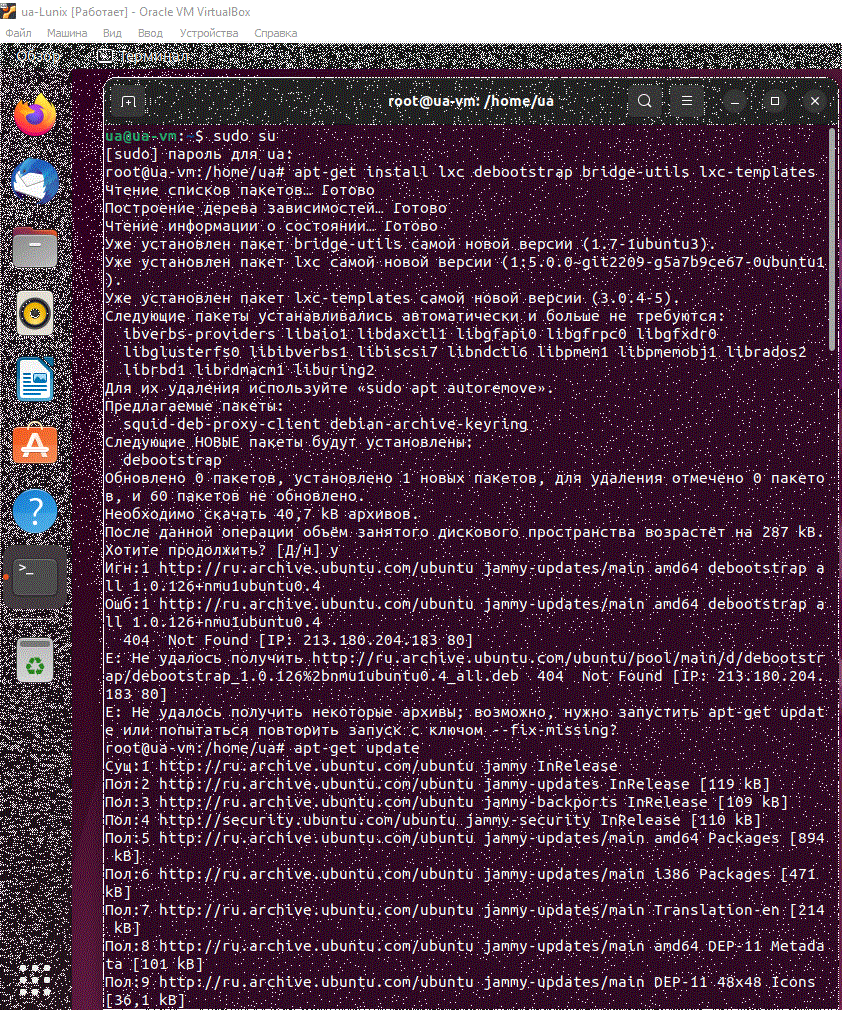 ua-Lunix [Работает] - Oracle VM VirtualBox
Файл Машина Вид Ввод Устройства Справка
Обзор Терминал
root@ua-vm: /home/ua
ua@ua-vm:~$ sudo su
[sudo] пароль для ua:
root@ua-vm:/home/ua# apt-get install lxc debootstrap bridge-utils lxc-templates
Чтение списков пакетов… Готово
Построение дерева зависимостей… Готово
Чтение информации о состоянии… Готово
Уже установлен пакет bridge-utils самой новой версии (1.7-1ubuntu3).
Уже установлен пакет lxc самой новой версии (1:5.0.0~git2209-g5a7b9ce67-0ubuntu1
).
Уже установлен пакет lxc-templates самой новой версии (3.0.4-5).
Следующие пакеты устанавливались автоматически и больше не требуются:
ibverbs-providers libaio1 libdaxctl1 libgfapi0 libgfrpc0 libgfxdr0
libglusterfs0 libibverbs1 libiscsi7 libndctl6 libpmem1 libpmemobj1 librados2
librbd1 librdmacm1 liburing2
Для их удаления используйте «sudo apt autoremove».
Предлагаемые пакеты:
squid-deb-proxy-client debian-archive-keyring
Следующие НОВЫЕ пакеты будут установлены:
debootstrap
Обновлено 0 пакетов, установлено 1 новых пакетов, для удаления отмечено 0 пакето
в, и 60 пакетов не обновлено.
Необходимо скачать 40,7 kB архивов.
После данной операции объём занятого дискового пространства возрастёт на 287 kB.
Хотите продолжить? [Д/н] y
Игн:1 http://ru.archive.ubuntu.com/ubuntu jammy-updates/main amd64 debootstrap a
ll 1.0.126+nmu1ubuntu0.4
Ошб:1 http://ru.archive.ubuntu.com/ubuntu jammy-updates/main amd64 debootstrap a
ll 1.0.126+nmu1ubuntu0.4
404 Not Found [IP: 213.180.204.183 80]
E: Не удалось получить http://ru.archive.ubuntu.com/ubuntu/pool/main/d/debootstr
ap/debootstrap_1.0.126%2bnmu1ubuntu0.4_all.deb 404 Not Found [IP: 213.180.204.
183 80]
E: Не удалось получить некоторые архивы; возможно, нужно запустить apt-get updat
e или попытаться повторить запуск с ключом --fix-missing?
root@ua-vm:/home/ua# apt-get update
Сущ:1 http://ru.archive.ubuntu.com/ubuntu jammy InRelease
Пол:2 http://ru.archive.ubuntu.com/ubuntu jammy-updates InRelease [119 kB]
Пол:3 http://ru.archive.ubuntu.com/ubuntu jammy-backports InRelease [109 kB]
Пол:4 http://security.ubuntu.com/ubuntu jammy-security InRelease [110 kB]
Пол:5 http://ru.archive.ubuntu.com/ubuntu jammy-updates/main amd64 Packages [894
kB]
Пол:6 http://ru.archive.ubuntu.com/ubuntu jammy-updates/main i386 Packages [471
kB]
Пол:7 http://ru.archive.ubuntu.com/ubuntu jammy-updates/main Translation-en [214
kB]
Пол:8 http://ru.archive.ubuntu.com/ubuntu jammy-updates/main amd64 DEP-11 Metada
ta [101 kB]
Пол:9 http://ru.archive.ubuntu.com/ubuntu jammy-updates/main DEP-11 48x48 Icons
[36,1 kB]